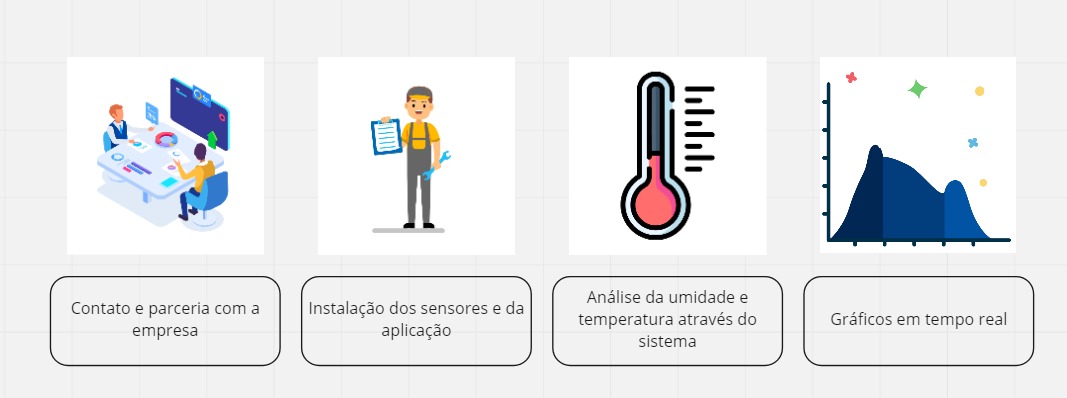 Contato e parceria com a
empresa
Instalação dos sensores e da
aplicação
Análise da umidade e
temperatura através do
sistema
Gráficos em tempo real